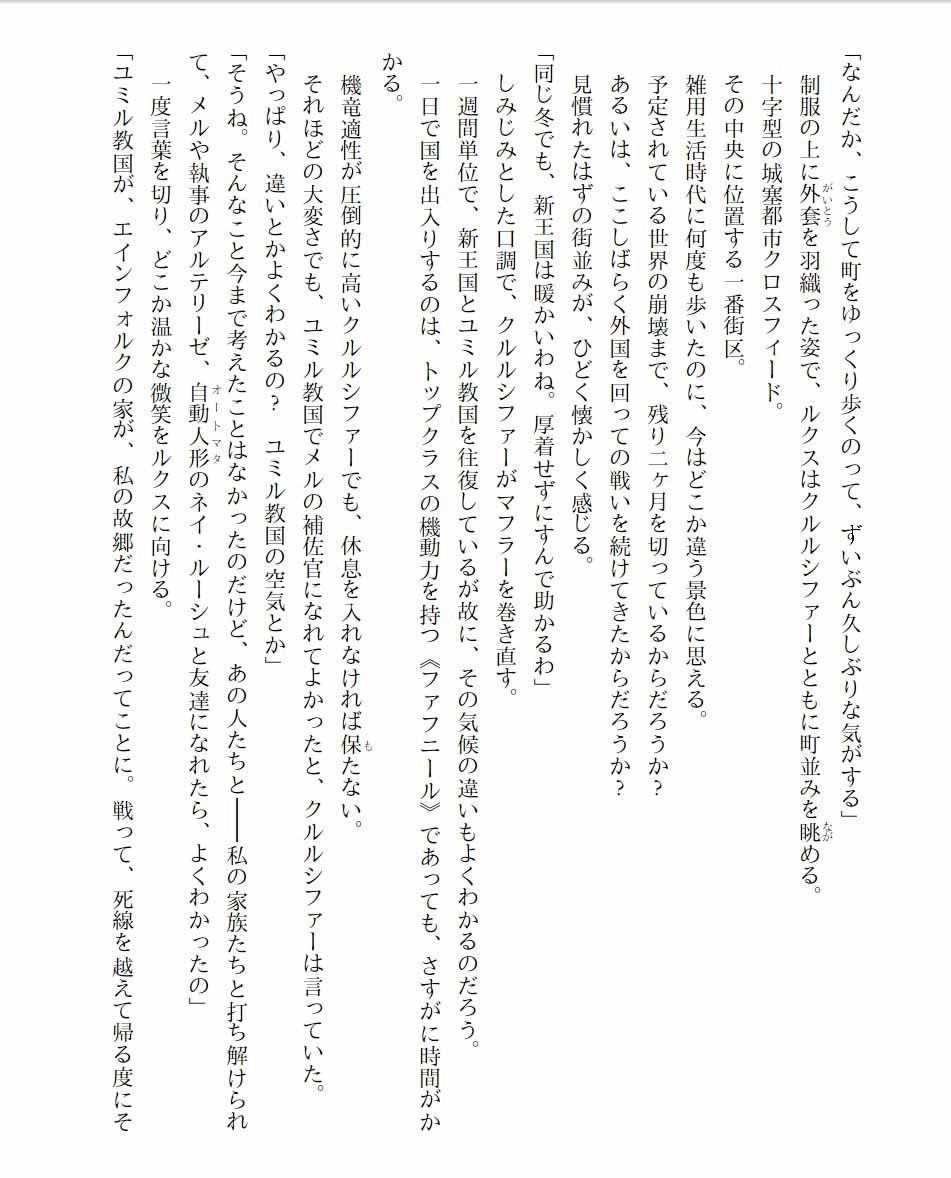 「なんだか、こうして町をゆっくり歩くのって、ずいぶん久しぶりな気がする」
制服の上に外套を羽織った姿で、ルクスはクルルシファーとともに町並みを眺める。
十字型の城塞都市クロスフィード。
その中央に位置する一番街区。
雑用生活時代に何度も歩いたのに、今はどこか違う景色に思える。
予定されている世界の崩壊まで、残り二ヶ月を切っているからだろうか?
あるいは、ここしばらく外国を回っての戦いを続けてきたからだろうか?
見慣れたはずの街並みが、ひどく懐かしく感じる。
「同じ冬でも、新王国は暖かいわね。厚着せずにすんで助かるわ」
しみじみとした口調で、クルルシファーがマフラーを巻き直す。
一週間単位で、新王国とユミル教国を往復しているが故に、その気候の違いもよくわかるのだろう。
一日で国を出入りするのは、トップクラスの機動力を持つ《ファフニール》であっても、さすがに時間がか
かる。
機竜適性が圧倒的に高いクルルシファーでも、休息を入れなければ保たない。
それほどの大変さでも、ユミル教国でメルの補佐官になれてよかったと、クルルシファーは言っていた。
「やっぱり、違いとかよくわかるの? ユミル教国の空気とか」
「そうね。そんなこと今まで考えたことはなかったのだけど、あの人たちと――私の家族たちと打ち解けられ
て、メルや執事のアルテリーゼ、自動人形のネイ・ルーシュと友達になれたら、よくわかったの」
一度言葉を切り、どこか温かな微笑をルクスに向ける。
「ユミル教国が、エインフォルクの家が、私の故郷だったんだってことに。戦って、死線を越えて帰る度にそ